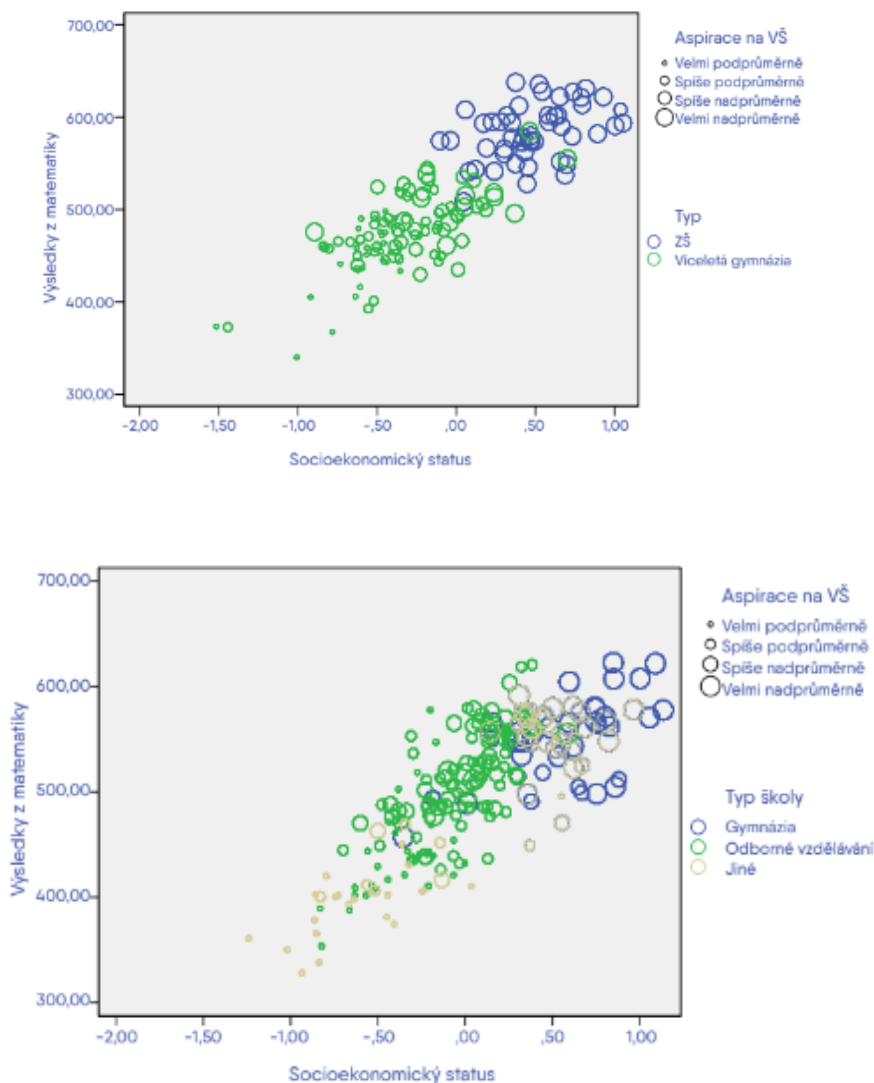 700,00
600,00
500,00
400,00
300,00
Výsledky z matematiky
-2,00 -1,50 -1,00 -,50 ,00 ,50 1,00
Socioekonomický status
Aspirace na VŠ
Velmi podprůměrně
Spíše podprůměrně
Spíše nadprůměrně
Velmi nadprůměrně
Typ
ZŠ
Víceletá gymnázia
700,00
600,00
500,00
400,00
300,00
Výsledky z matematiky
-2,00 -1,50 -1,00 -,50 ,00 ,50 1,00
Socioekonomický status
Aspirace na VŠ
Velmi podprůměrně
Spíše podprůměrně
Spíše nadprůměrně
Velmi nadprůměrně
Typ školy
Gymnázia
Odborné vzdělávání
Jiné